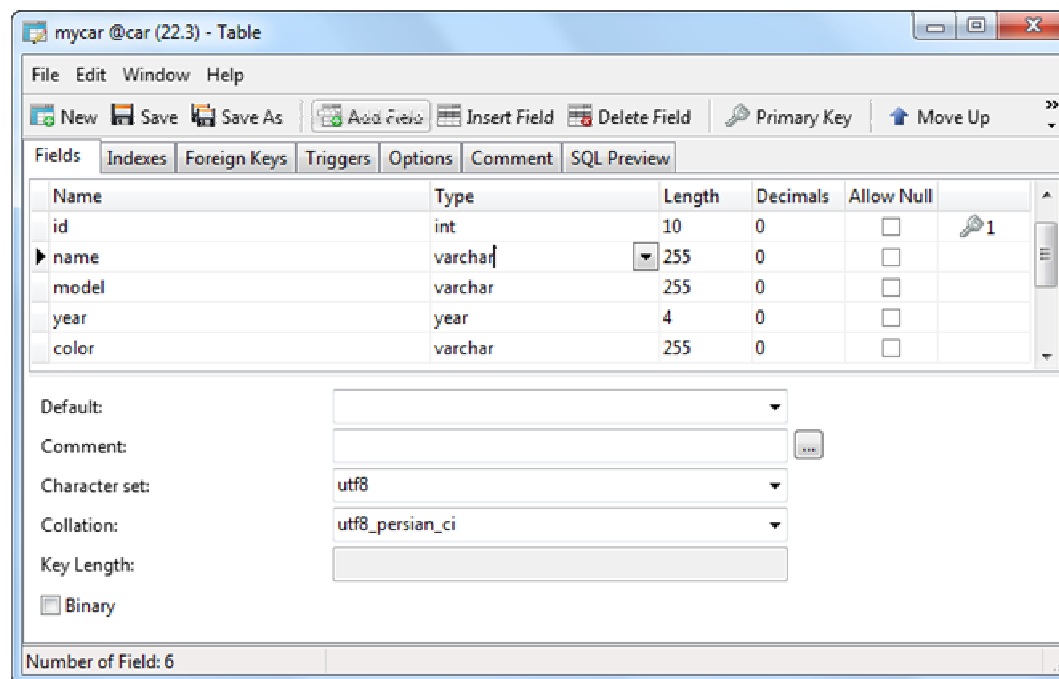 mycar @car (22.3) - Table
File Edit Window Help
New Save Save As Add Field Insert Field Delete Field Primary Key Move Up
Fields Indexes Foreign Keys Triggers Options Comment SQL Preview
Name Type Length Decimals Allow Null
id int 10 0 1
name varchar 255 0
model varchar 255 0
year year 4 0
color varchar 255 0
Default:
Comment: ...
Character set: utf8
Collation: utf8_persian_ci
Key Length:
Binary
Number of Field: 6